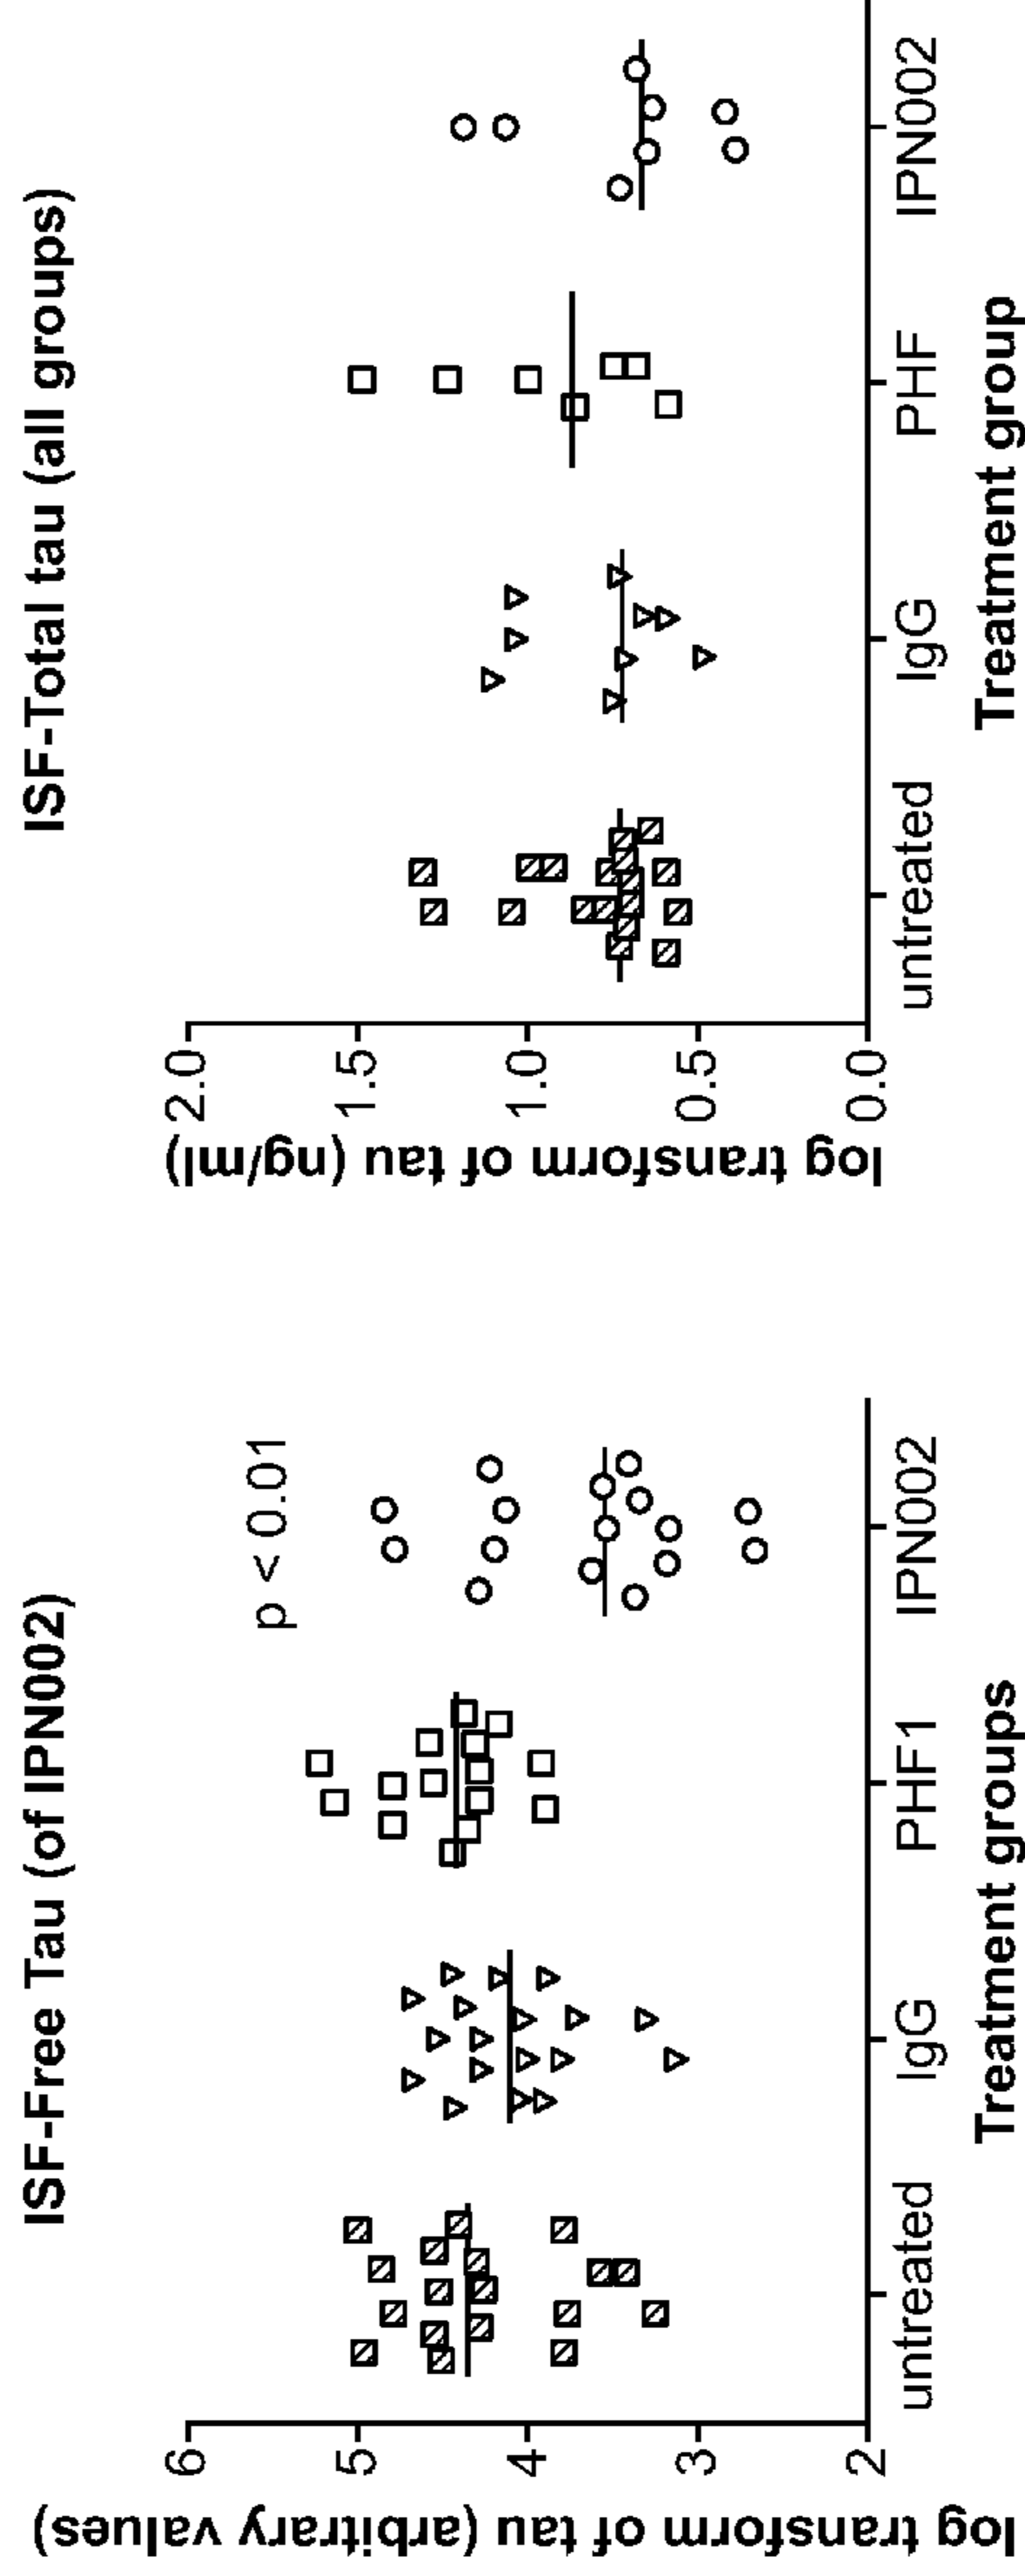 ISF-Free Tau (of IPN002)
log transform of tau (arbitrary values)
6
5
4
3
2
p < 0.01
untreated
IgG
PHF1
IPN002
Treatment groups
ISF-Total tau (all groups)
log transform of tau (ng/ml)
2.0
1.5
1.0
0.5
0.0
untreated
IgG
PHF
IPN002
Treatment group